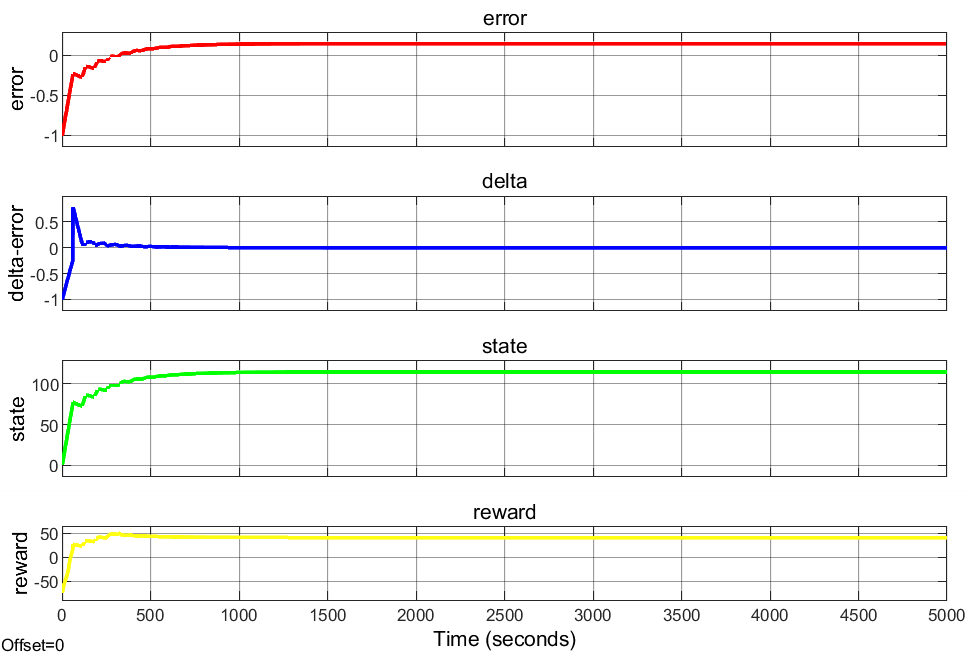 error
error
0
-0.5
-1
delta
delta-error
0.5
0
-0.5
-1
state
state
100
50
0
reward
reward
50
0
-50
0 500 1000 1500 2000 2500 3000 3500 4000 4500 5000
Time (seconds)
Offset=0